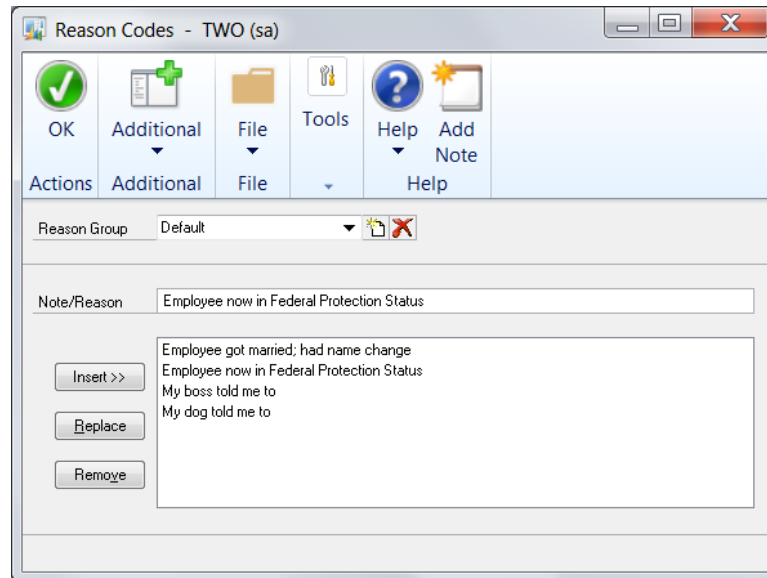 Reason Codes - TWO (sa)
OK
Additional
File
Tools
Help
Add Note
Actions
Additional
File
Help
Reason Group
Default
Note/Reason
Employee now in Federal Protection Status
Insert >>
Replace
Remove
Employee got married; had name change
Employee now in Federal Protection Status
My boss told me to
My dog told me to